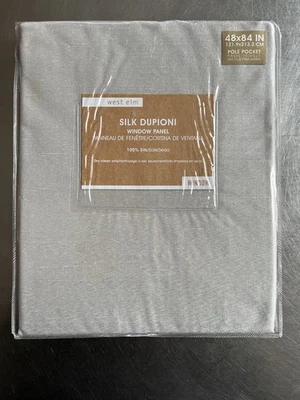 48x84 IN
121.9x213.3 CM
POLE POCKET
west elm
SILK DUPIONI
WINDOW PANEL
PANNEAU DE FENÊTRE/CORTINA DE VENTANA
100% Silk/Soie/Seda